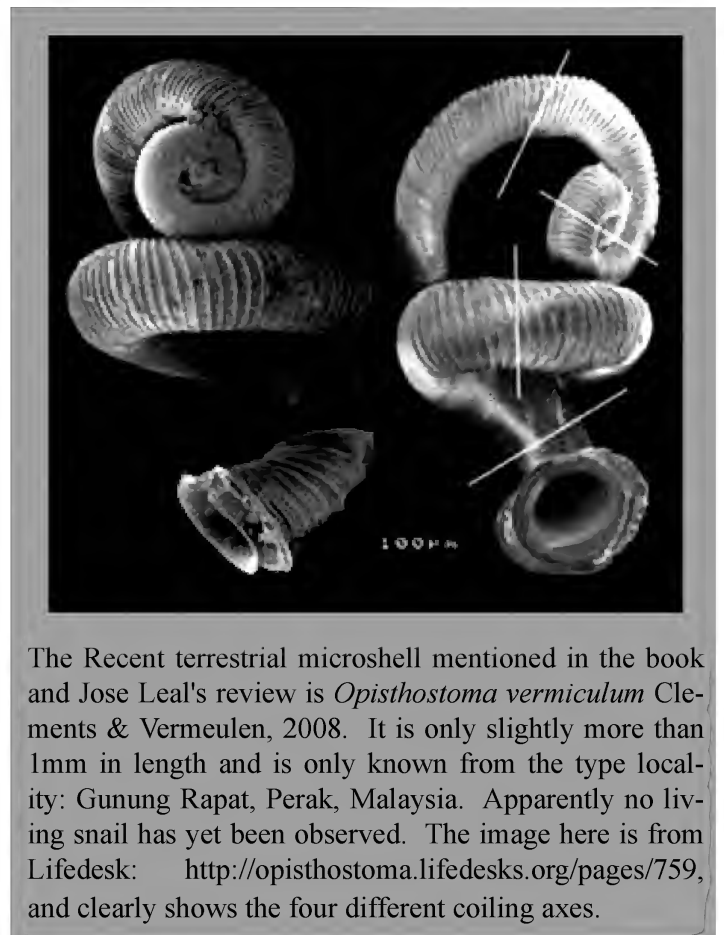 100µm
The Recent terrestrial microshell mentioned in the book
and Jose Leal's review is Opisthostoma vermiculum Cle-
ments & Vermeulen, 2008. It is only slightly more than
1mm in length and is only known from the type local-
ity: Gunung Rapat, Perak, Malaysia. Apparently no liv-
ing snail has yet been observed. The image here is from
Lifedesk: http://opisthostoma.lifedesks.org/pages/759,
and clearly shows the four different coiling axes.